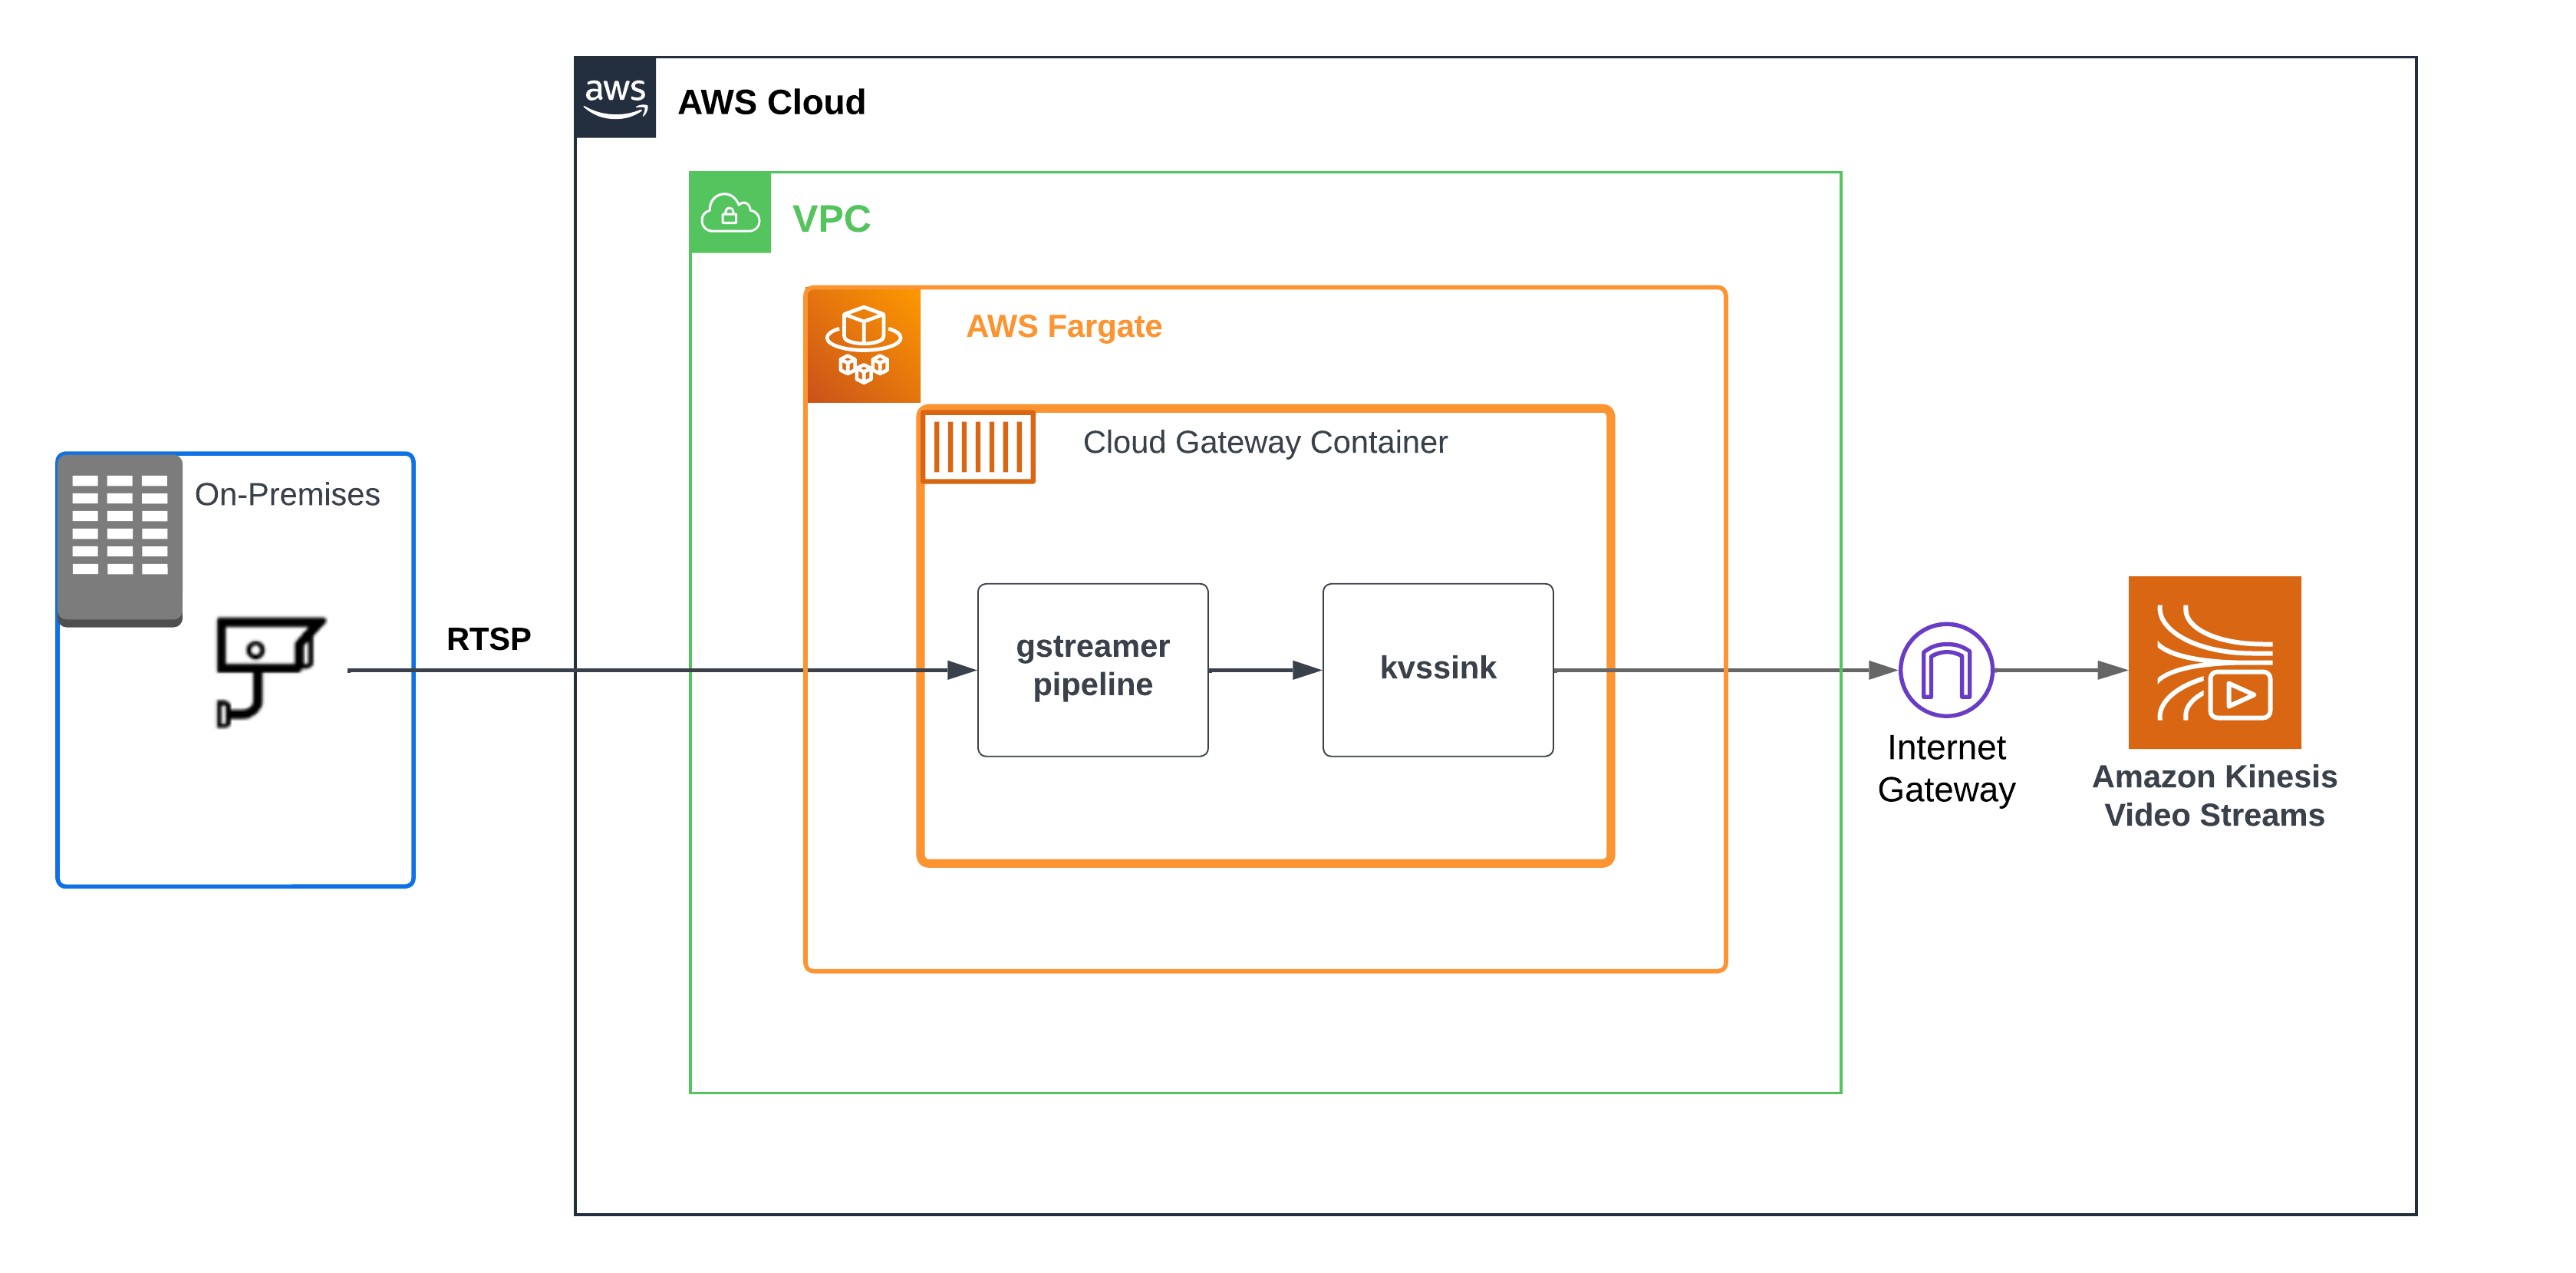 aws
AWS Cloud
VPC
AWS Fargate
Cloud Gateway Container
On-Premises
RTSP
gstreamer
pipeline
kvssink
Internet
Gateway
Amazon Kinesis
Video Streams